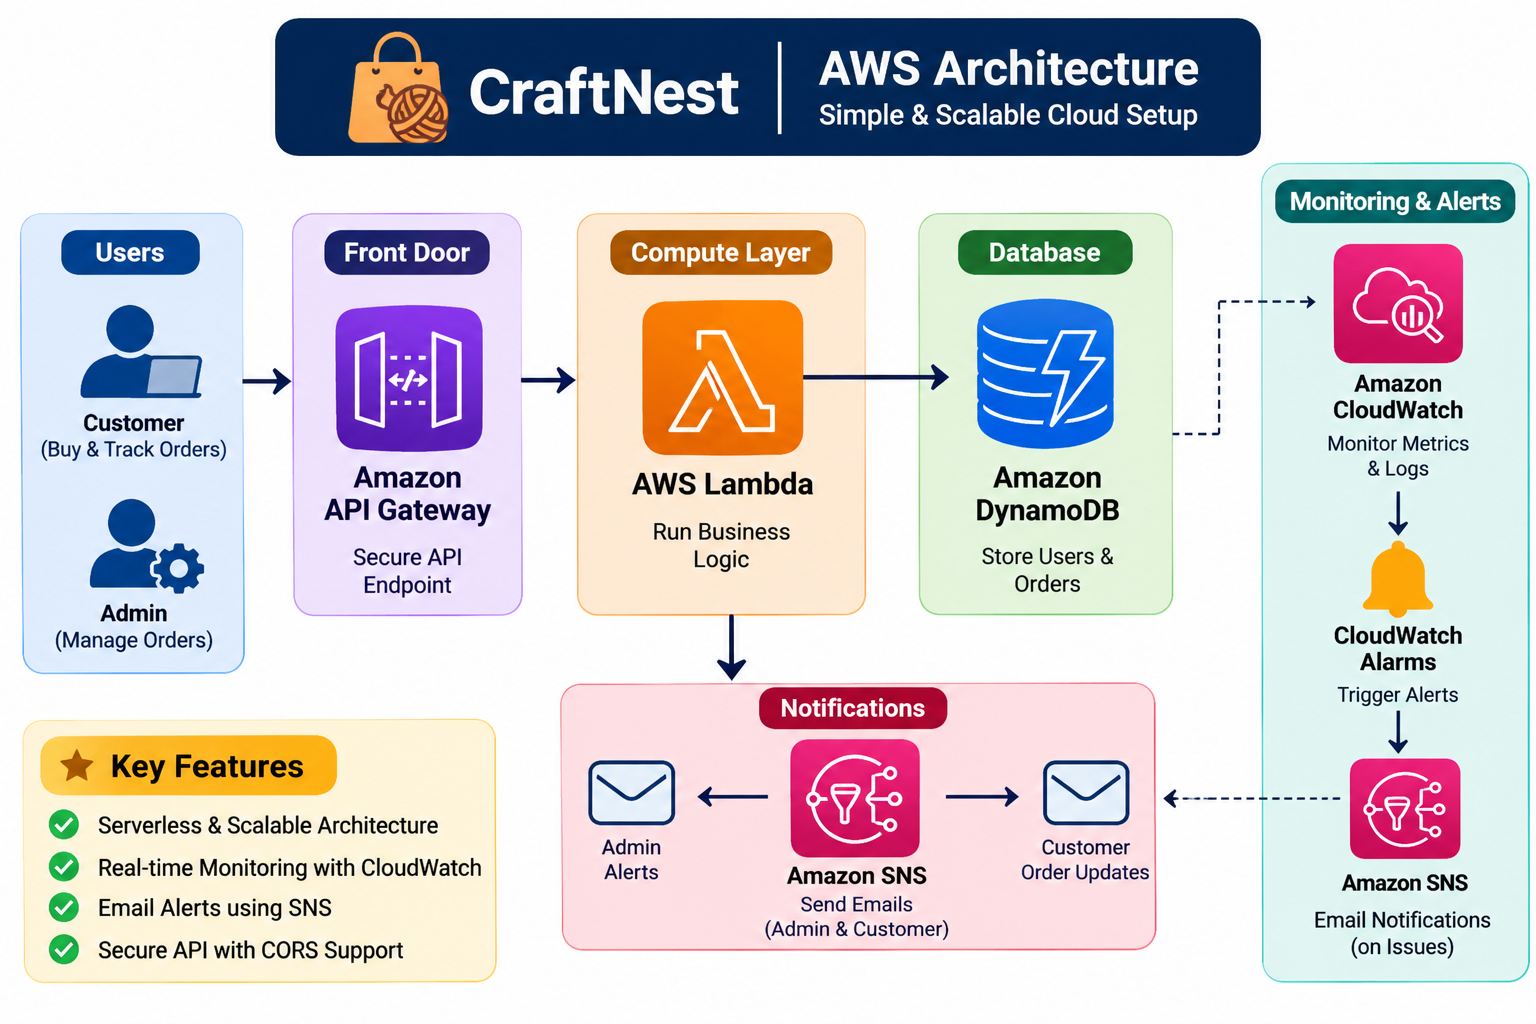 CraftNest
AWS Architecture
Simple & Scalable Cloud Setup
Users
Customer
(Buy & Track Orders)
Admin
(Manage Orders)
Front Door
</>
Amazon
API Gateway
Secure API
Endpoint
Compute Layer
AWS Lambda
Run Business
Logic
Database
Amazon
DynamoDB
Store Users &
Orders
Monitoring & Alerts
Amazon
CloudWatch
Monitor Metrics
& Logs
CloudWatch
Alarms
Trigger Alerts
Amazon SNS
Email Notifications
(on Issues)
Notifications
Admin
Alerts
Amazon SNS
Send Emails
(Admin & Customer)
Customer
Order Updates
Key Features
Serverless & Scalable Architecture
Real-time Monitoring with CloudWatch
Email Alerts using SNS
Secure API with CORS Support